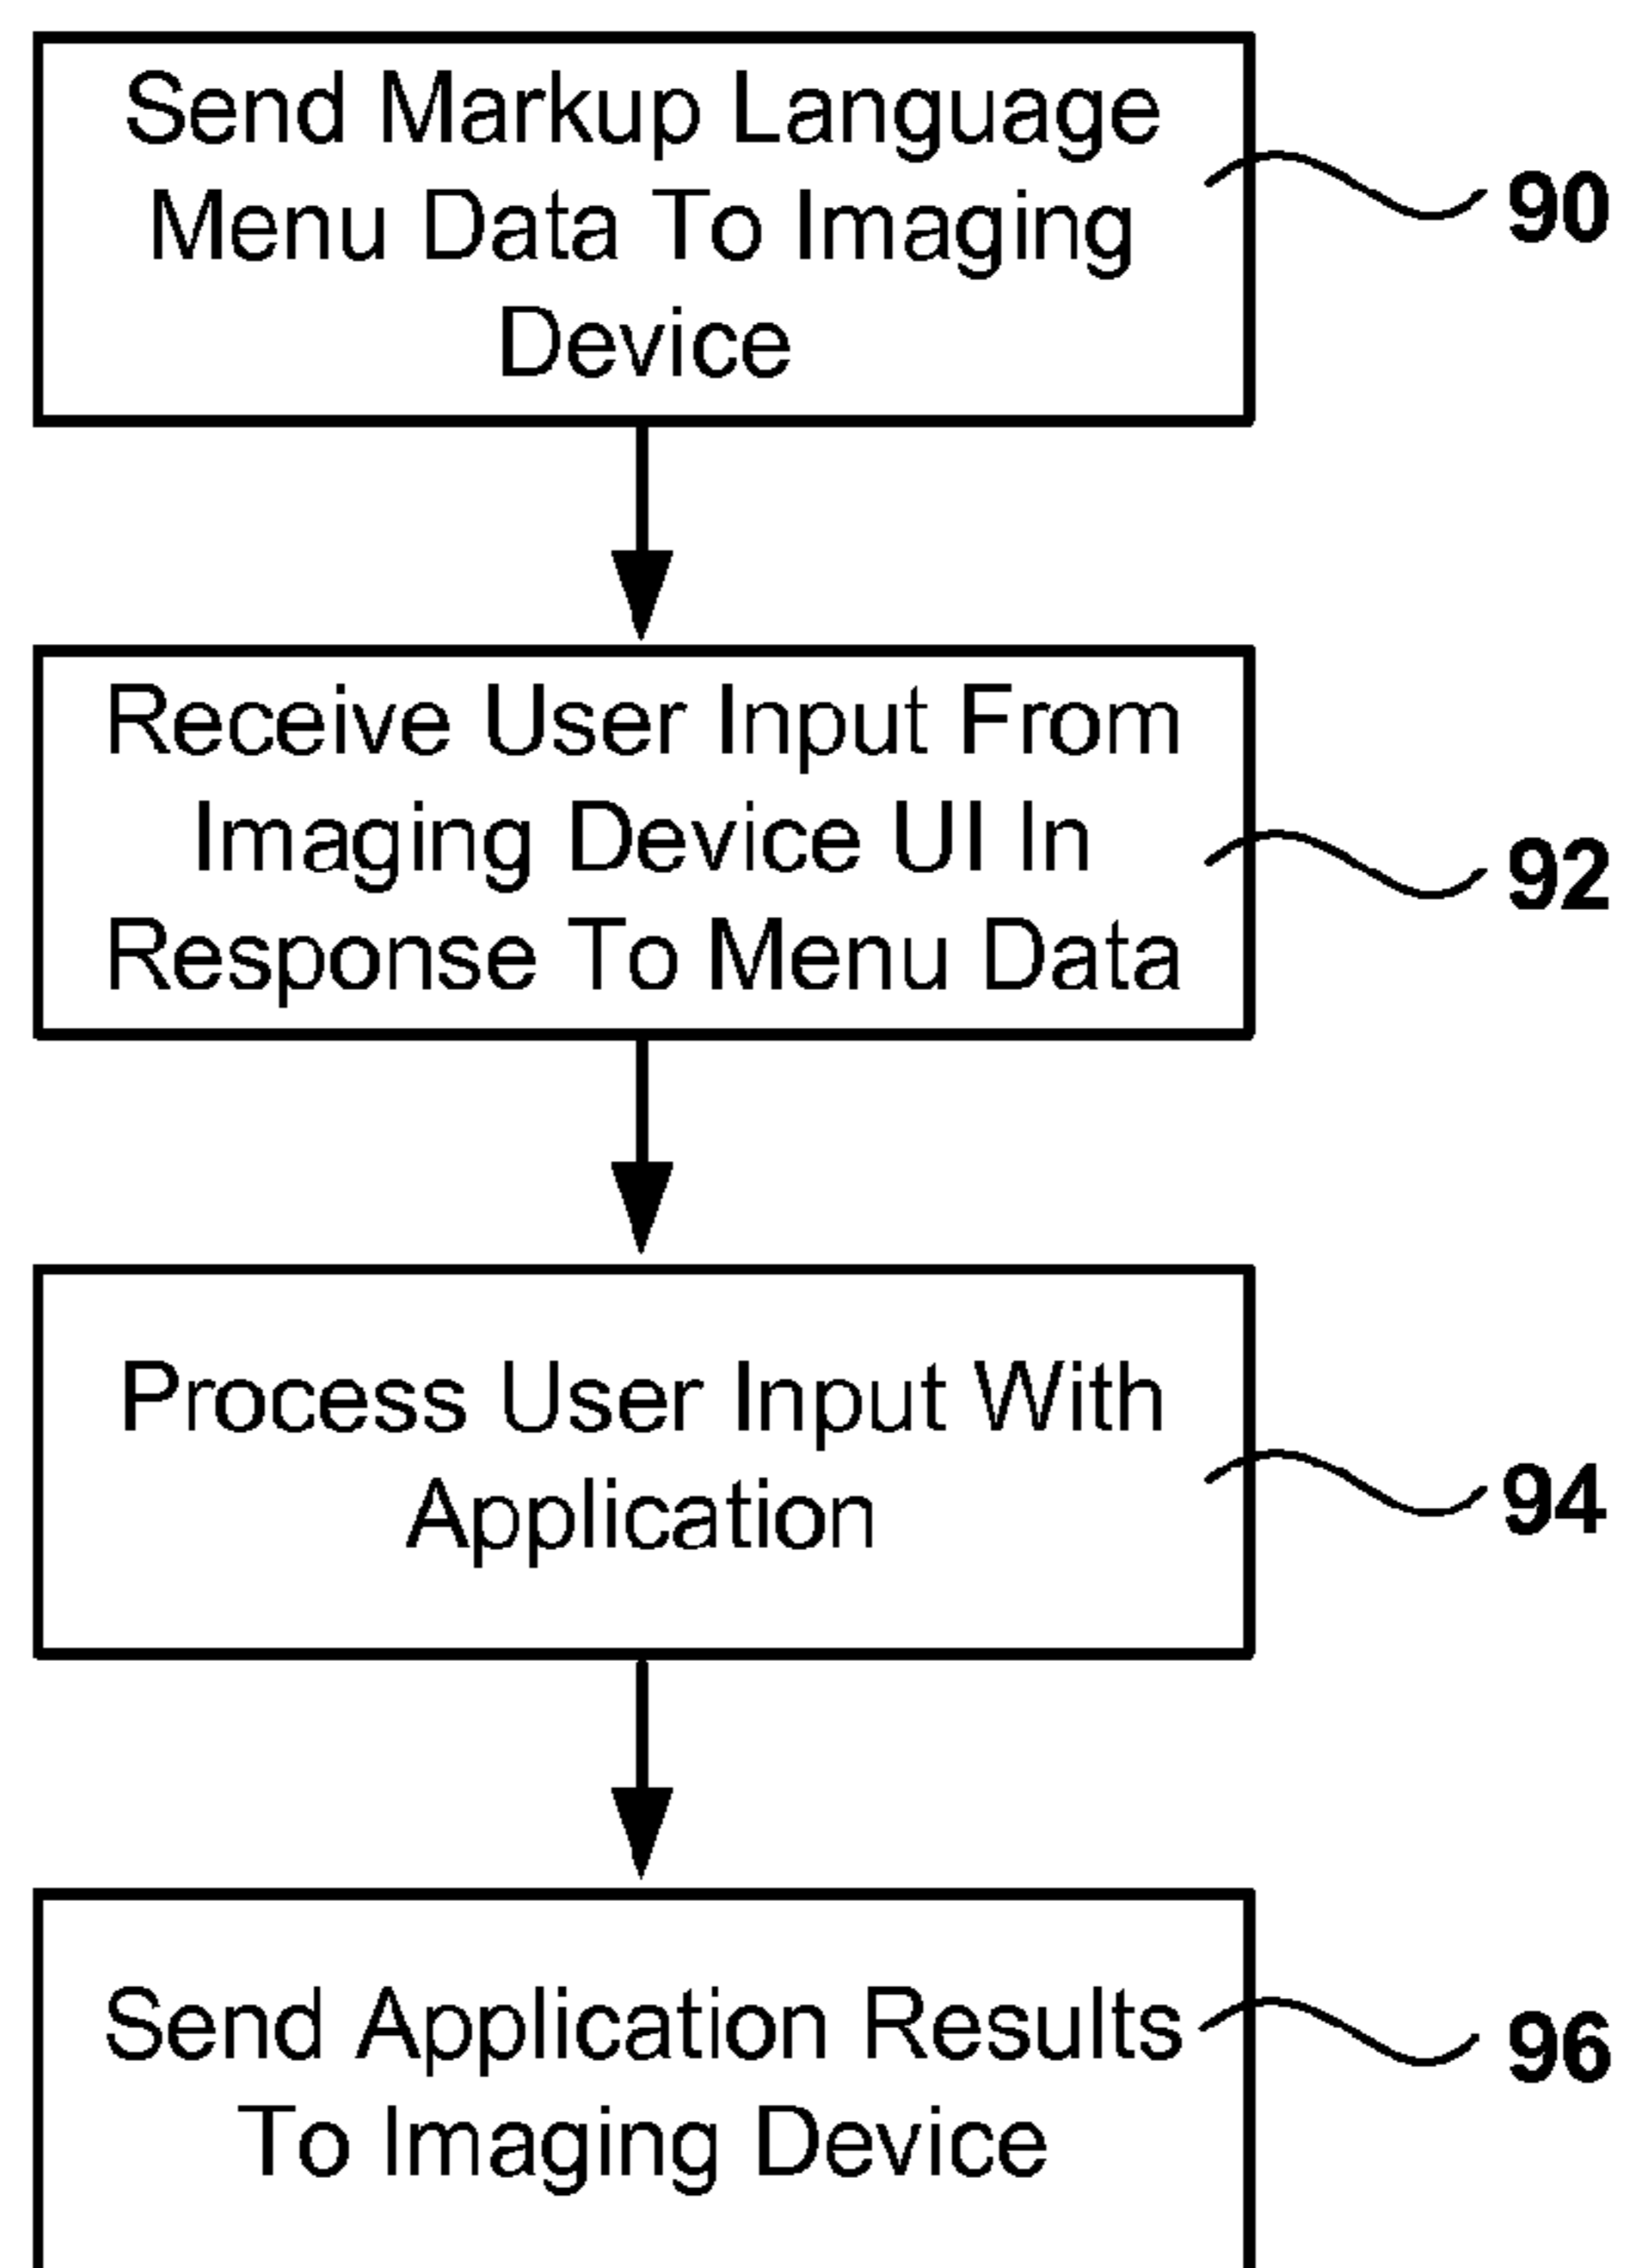 Send Markup Language
Menu Data To Imaging
Device
90
Receive User Input From
Imaging Device UI In
Response To Menu Data
92
Process User Input With
Application
94
Send Application Results
To Imaging Device
96